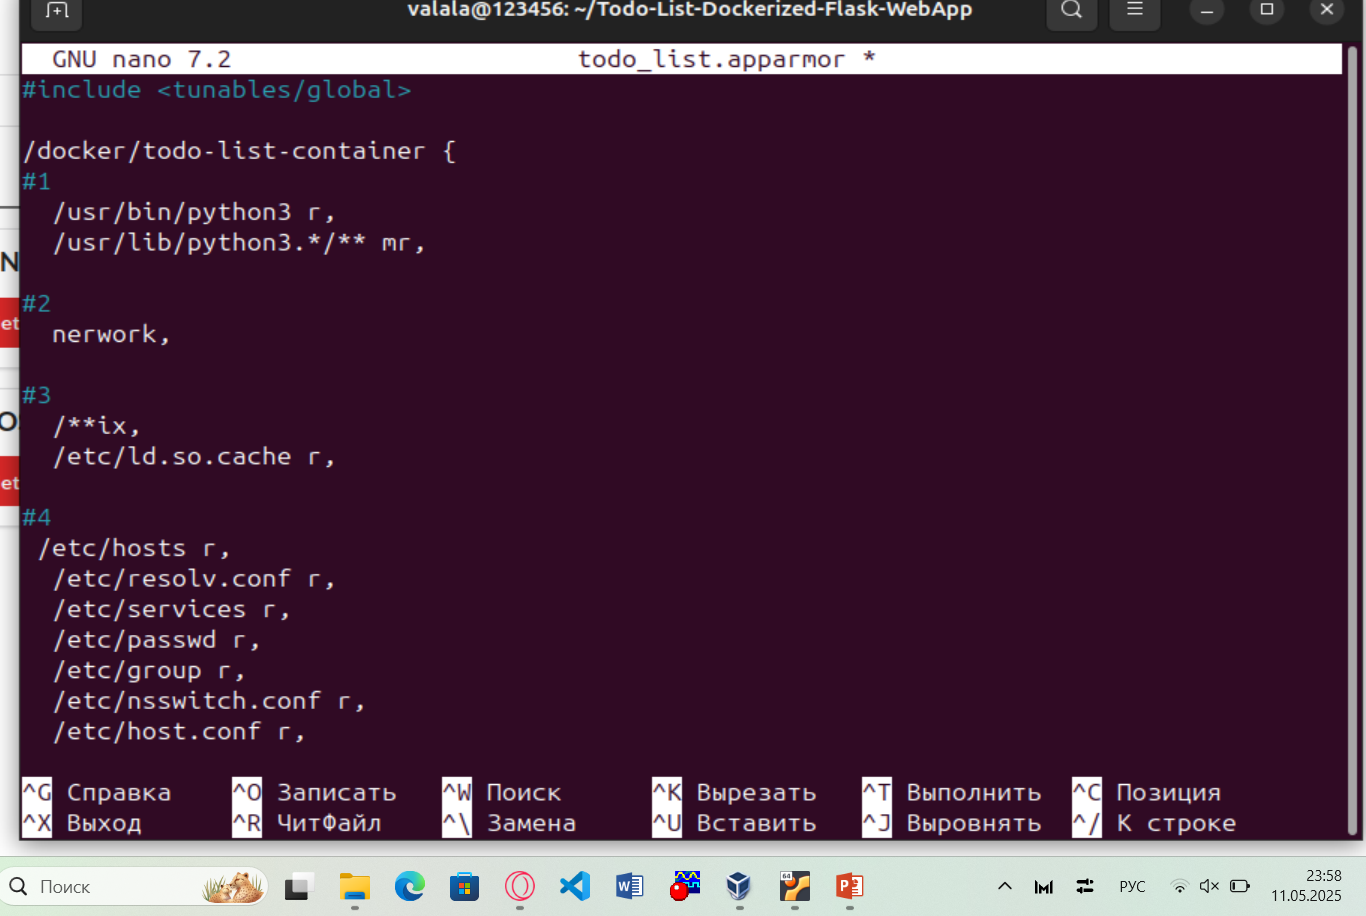 valala@123456: ~/Todo-List-Dockerized-Flask-WebApp
GNU nano 7.2 todo_list.apparmor *
#include <tunables/global>
/docker/todo-list-container {
#1
/usr/bin/python3 r,
/usr/lib/python3.*/** mr,
#2
nerwork,
#3
/**ix,
/etc/ld.so.cache r,
#4
/etc/hosts r,
/etc/resolv.conf r,
/etc/services r,
/etc/passwd r,
/etc/group r,
/etc/nsswitch.conf r,
/etc/host.conf r,
^G Справка ^O Записать ^W Поиск ^K Вырезать ^T Выполнить ^C Позиция
^X Выход ^R ЧитФайл ^\ Замена ^U Вставить ^J Выровнять ^/ К строке
Поиск
РУС
23:58
11.05.2025